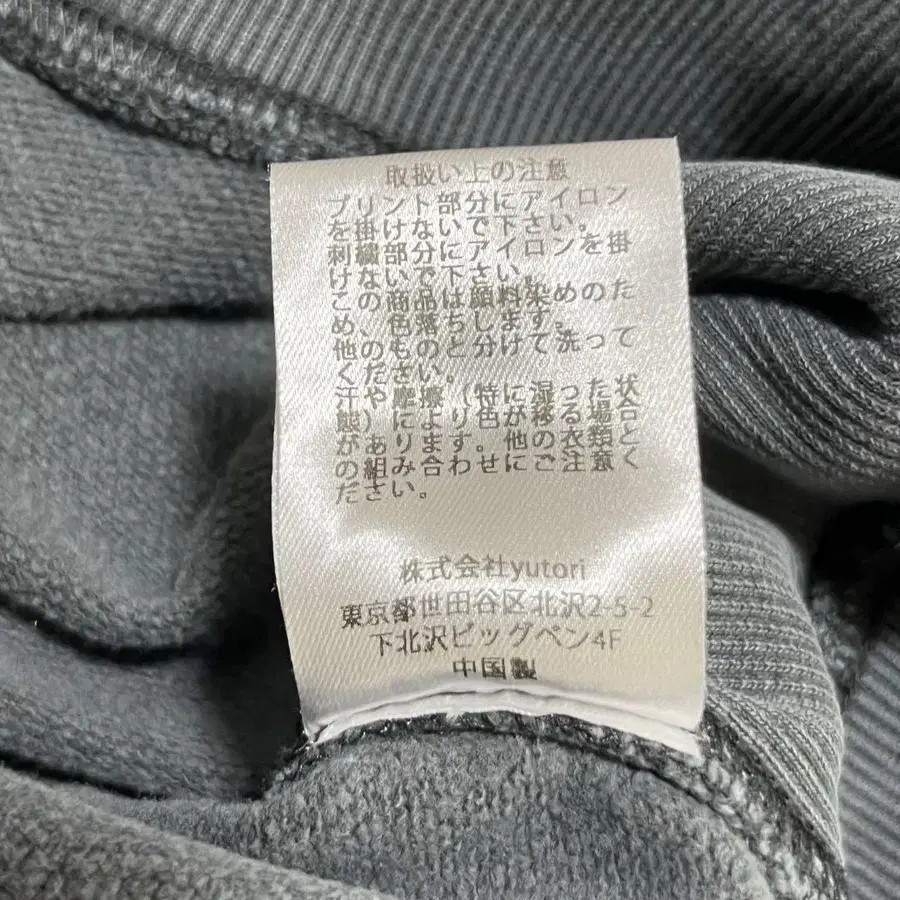 取扱い上の注意
プリント部分にアイロン
を掛けないで下さい。
刺繍部分にアイロンを掛
けないで下さい。
この商品は顔料染めのた
め、色落ちします。
他のものと分けて洗って
ください。
汗や摩擦(特に湿った状
態)により色が移る場合
があります。他の衣類と
の組み合わせにご注意く
ださい。
株式会社yutori
東京都世田谷区北沢2-5-2
下北沢ビッグベン4F
中国製